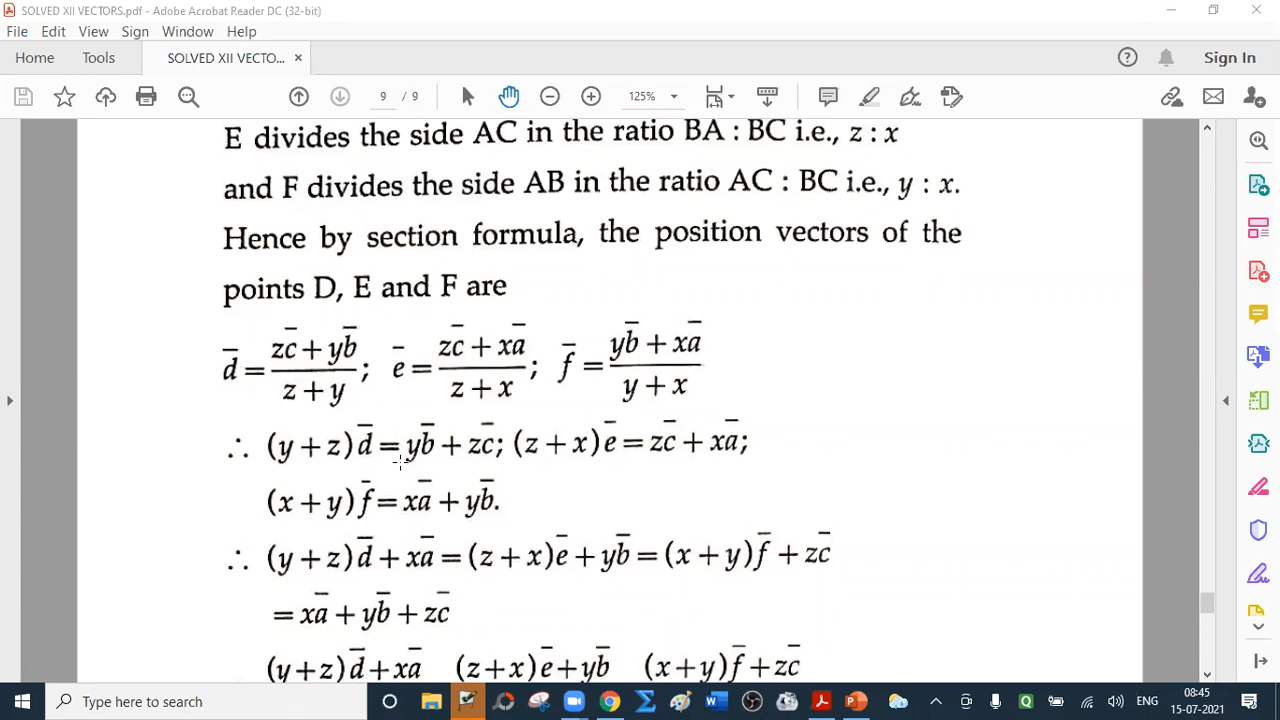 SOLVED XII VECTORS.pdf - Adobe Acrobat Reader DC (32-bit)
File Edit View Sign Window Help
Home Tools SOLVED XII VECTO... × Sign In
9 / 9 125%
E divides the side AC in the ratio BA : BC i.e., z : x
and F divides the side AB in the ratio AC : BC i.e., y : x.
Hence by section formula, the position vectors of the
points D, E and F are
d̄ = (zc̄ + yb̄)/(z + y); ē = (zc̄ + xā)/(z + x); f̄ = (yb̄ + xā)/(y + x)
∴ (y + z)d̄ = yb̄ + zc̄; (z + x)ē = zc̄ + xā;
(x + y)f̄ = xā + yb̄.
∴ (y + z)d̄ + xā = (z + x)ē + yb̄ = (x + y)f̄ + zc̄
= xā + yb̄ + zc̄
(y+z)d̄+xā (z+x)ē+yb̄ (x+y)f̄+zc̄
Type here to search
ENG 08:45
15-07-2021